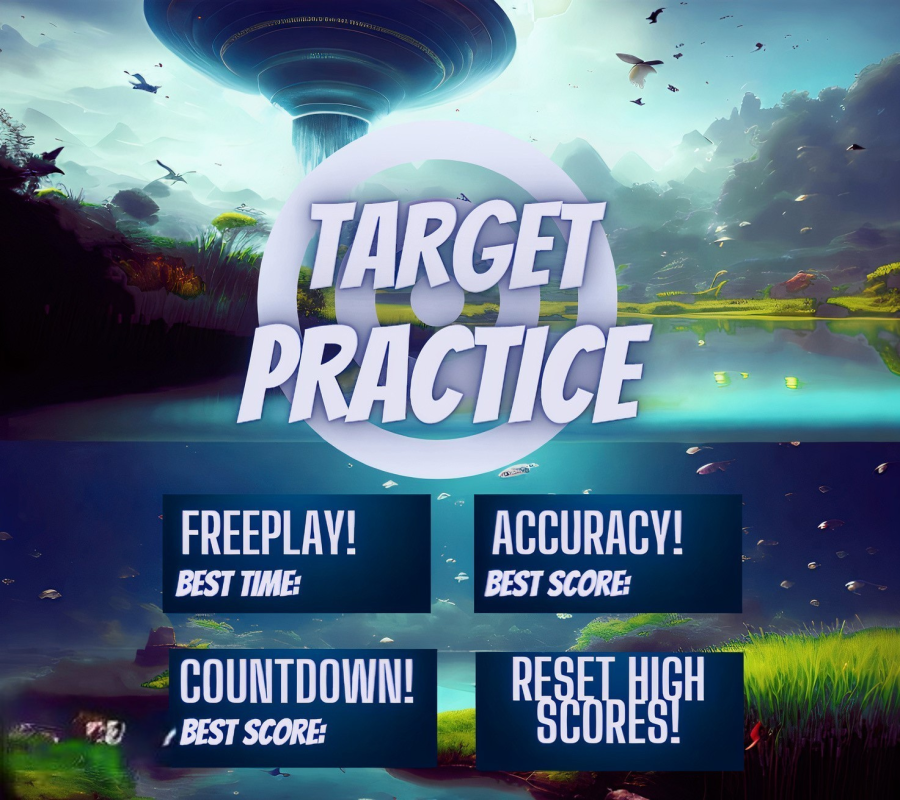 TARGET
PRACTICE
FREEPLAY!
BEST TIME:
ACCURACY!
BEST SCORE:
COUNTDOWN!
BEST SCORE:
RESET HIGH
SCORES!